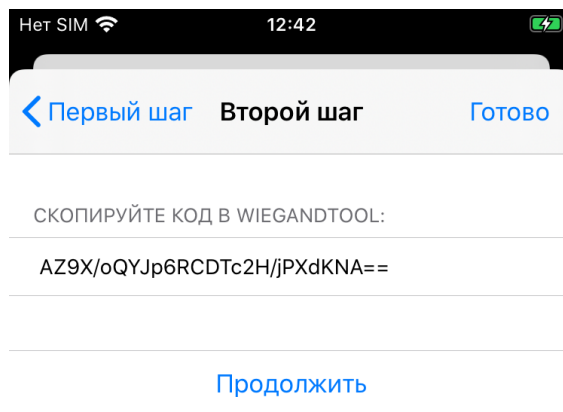 Нет SIM 12:42
Первый шаг Второй шаг Готово
СКОПИРУЙТЕ КОД В WIEGANDTOOL:
AZ9X/oQYJp6RCDTc2H/jPXdKNA==
Продолжить